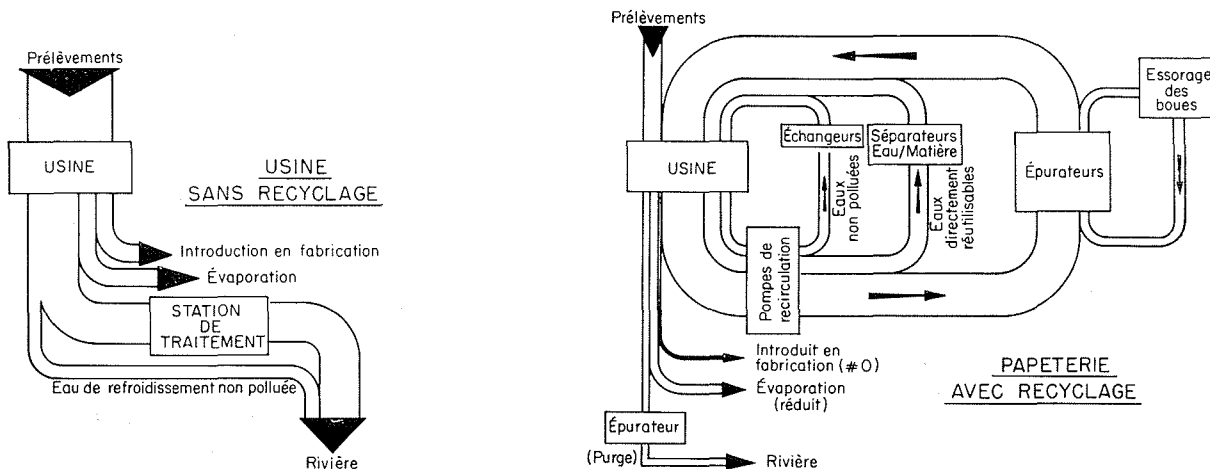 Prélèvements
USINE
USINE
SANS RECYCLAGE
Introduction en fabrication
Évaporation
STATION
DE
TRAITEMENT
Eau de refroidissement non polluée
Rivière
Prélèvements
USINE
Échangeurs
Séparateurs
Eau/Matière
Épurateurs
Essorage
des
boues
Eaux
non polluées
Eaux
directement
réutilisables
Pompes de
recirculation
Introduit en
fabrication (#0)
Évaporation
(réduit)
PAPETERIE
AVEC RECYCLAGE
Épurateur
(Purge)
Rivière